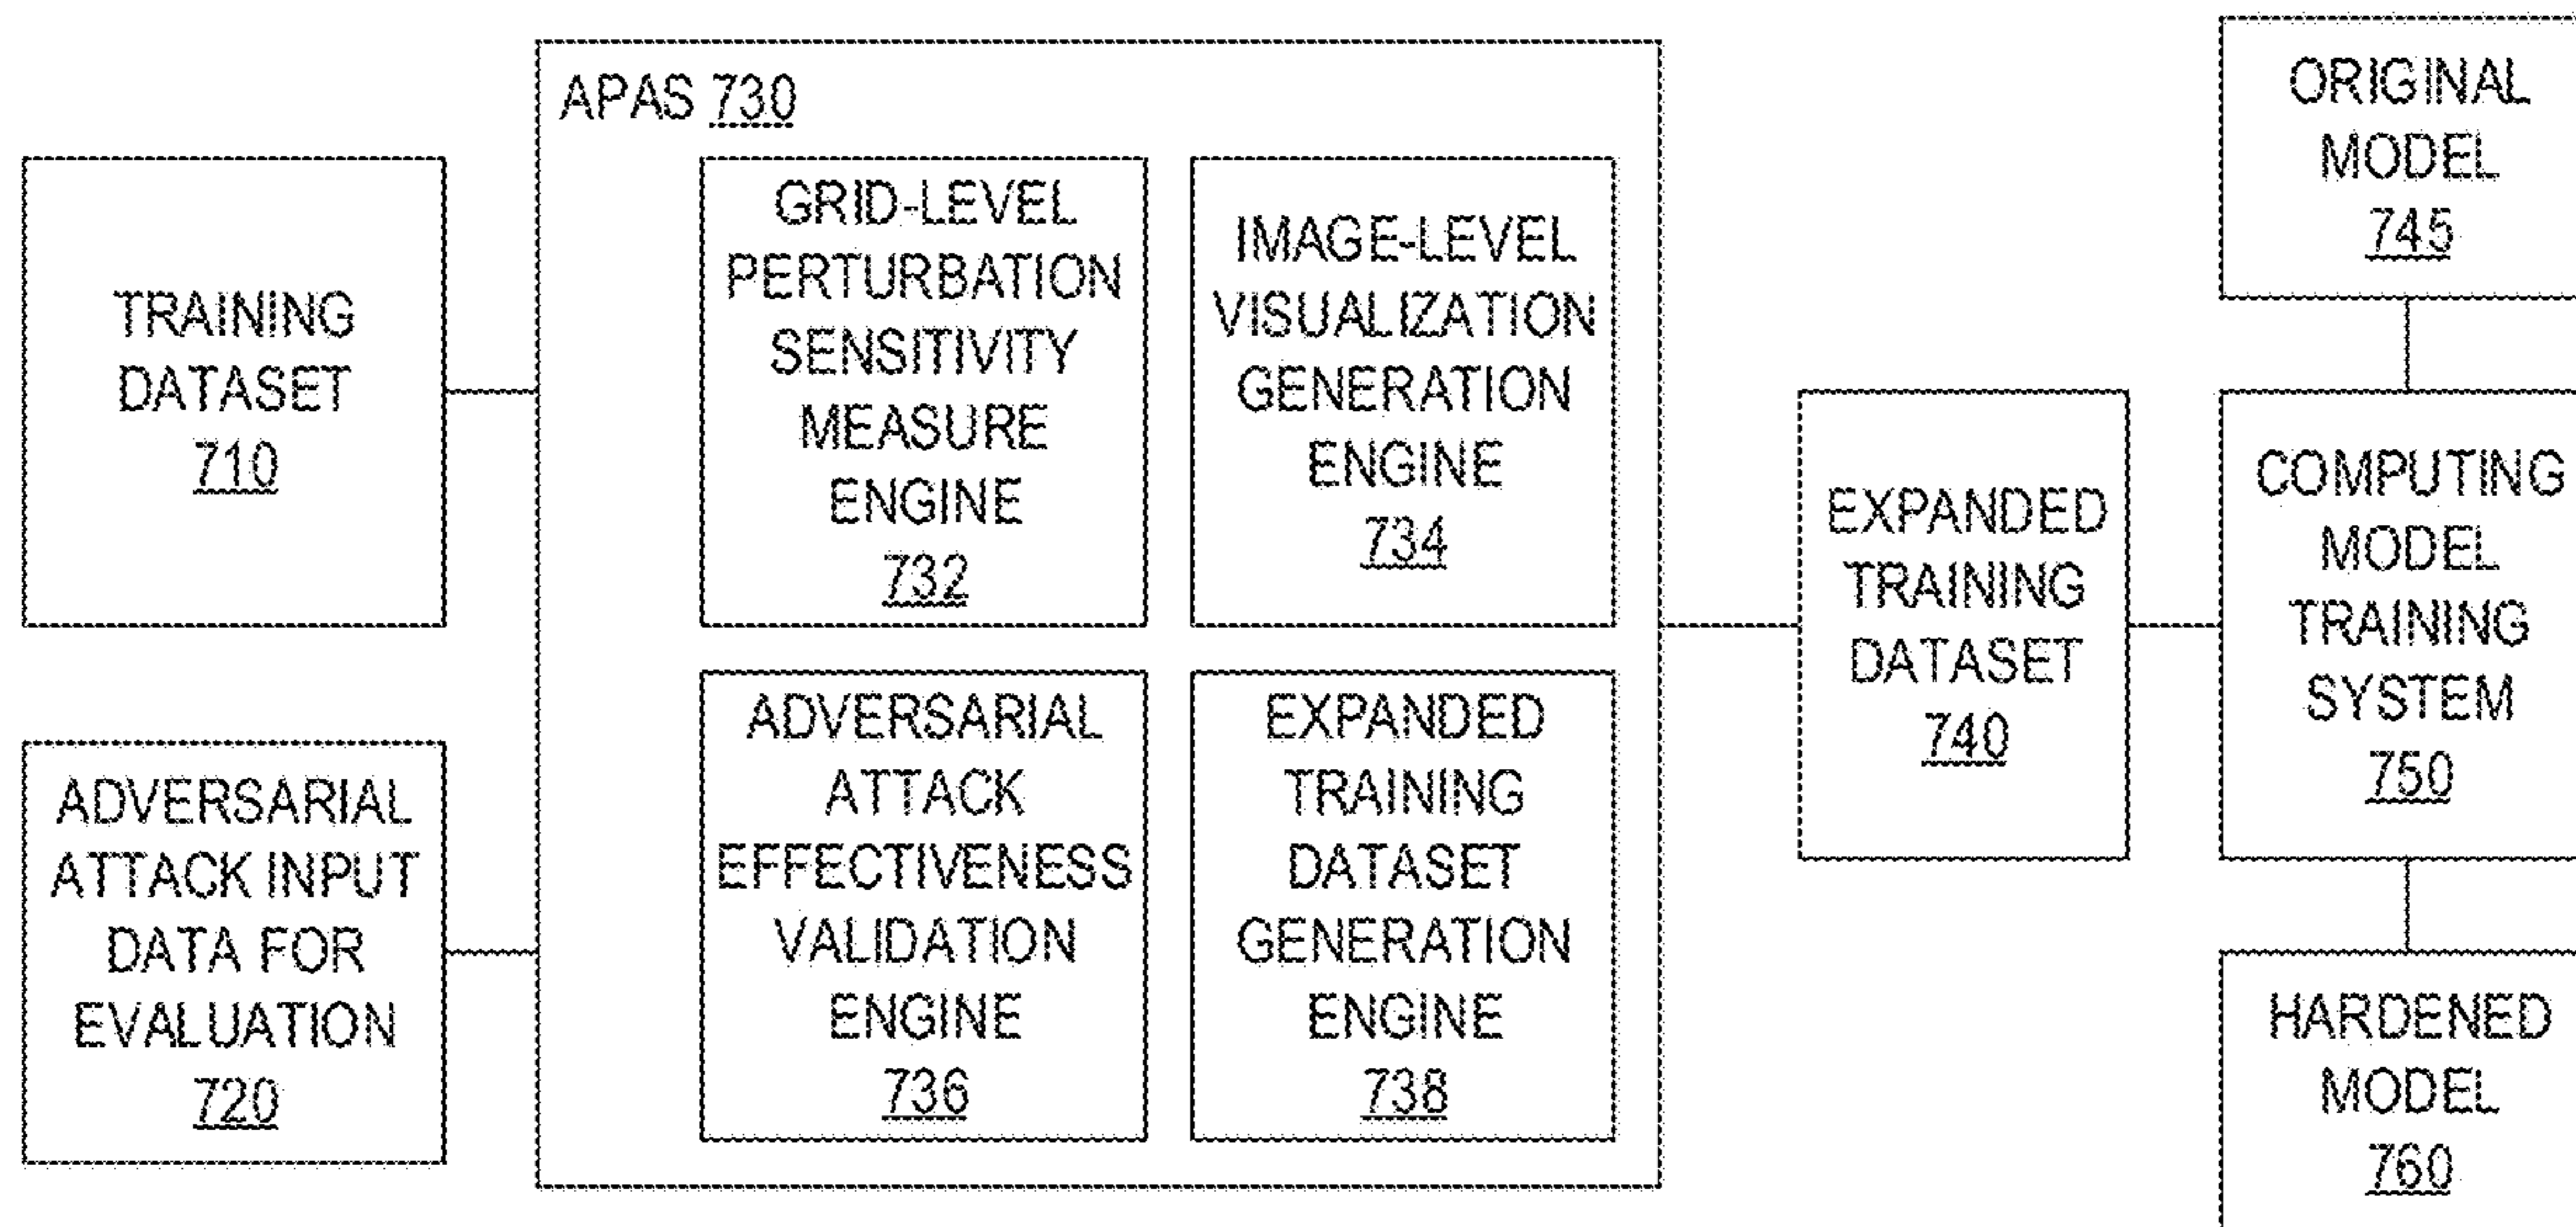 APAS 730
TRAINING
DATASET
710
ADVERSARIAL
ATTACK INPUT
DATA FOR
EVALUATION
720
GRID-LEVEL
PERTURBATION
SENSITIVITY
MEASURE
ENGINE
732
IMAGE-LEVEL
VISUALIZATION
GENERATION
ENGINE
734
ADVERSARIAL
ATTACK
EFFECTIVENESS
VALIDATION
ENGINE
736
EXPANDED
TRAINING
DATASET
GENERATION
ENGINE
738
EXPANDED
TRAINING
DATASET
740
ORIGINAL
MODEL
745
COMPUTING
MODEL
TRAINING
SYSTEM
750
HARDENED
MODEL
760